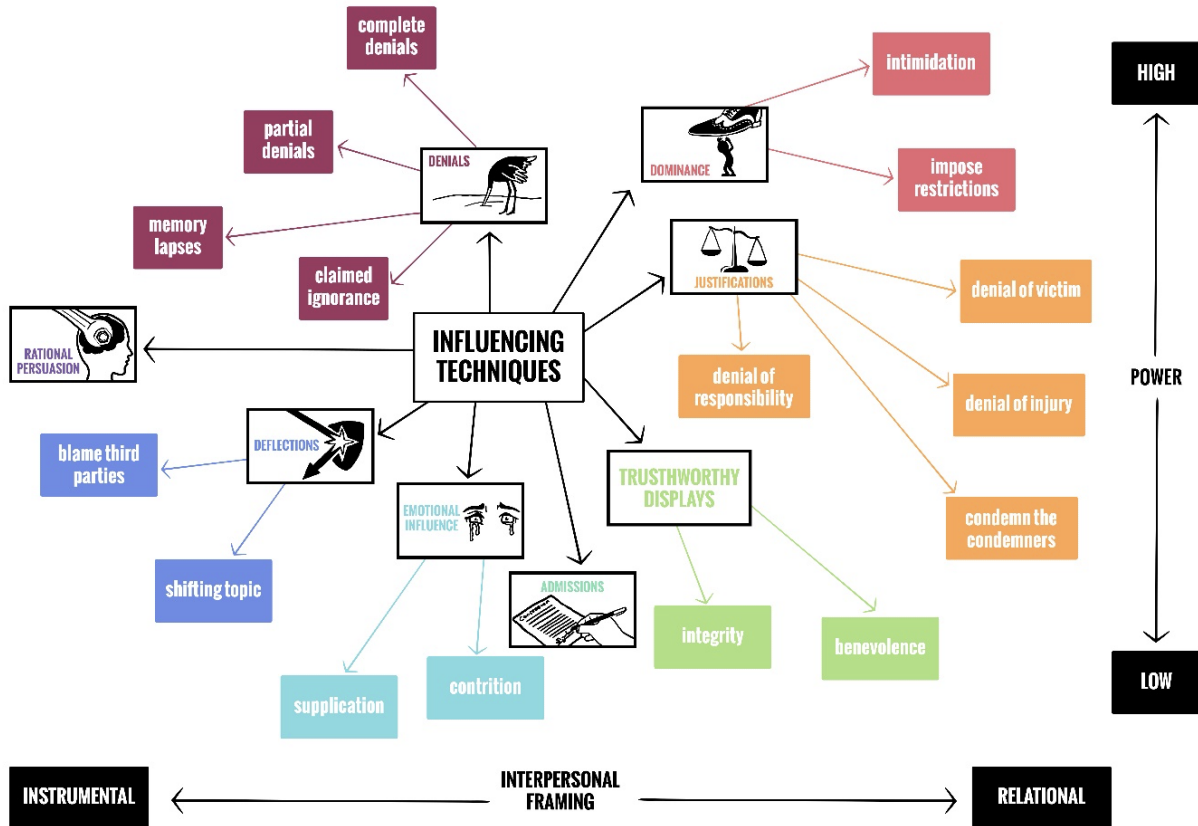 complete
denials
intimidation
HIGH
partial
denials
DENIALS
DOMINANCE
impose
restrictions
memory
lapses
claimed
ignorance
JUSTIFICATIONS
denial of victim
RATIONAL
PERSUASION
INFLUENCING
TECHNIQUES
denial of
responsibility
denial of injury
POWER
blame third
parties
DEFLECTIONS
EMOTIONAL
INFLUENCE
TRUSTHWORTHY
DISPLAYS
condemn the
condemners
shifting topic
ADMISSIONS
integrity
benevolence
supplication
contrition
LOW
INSTRUMENTAL
INTERPERSONAL
FRAMING
RELATIONAL